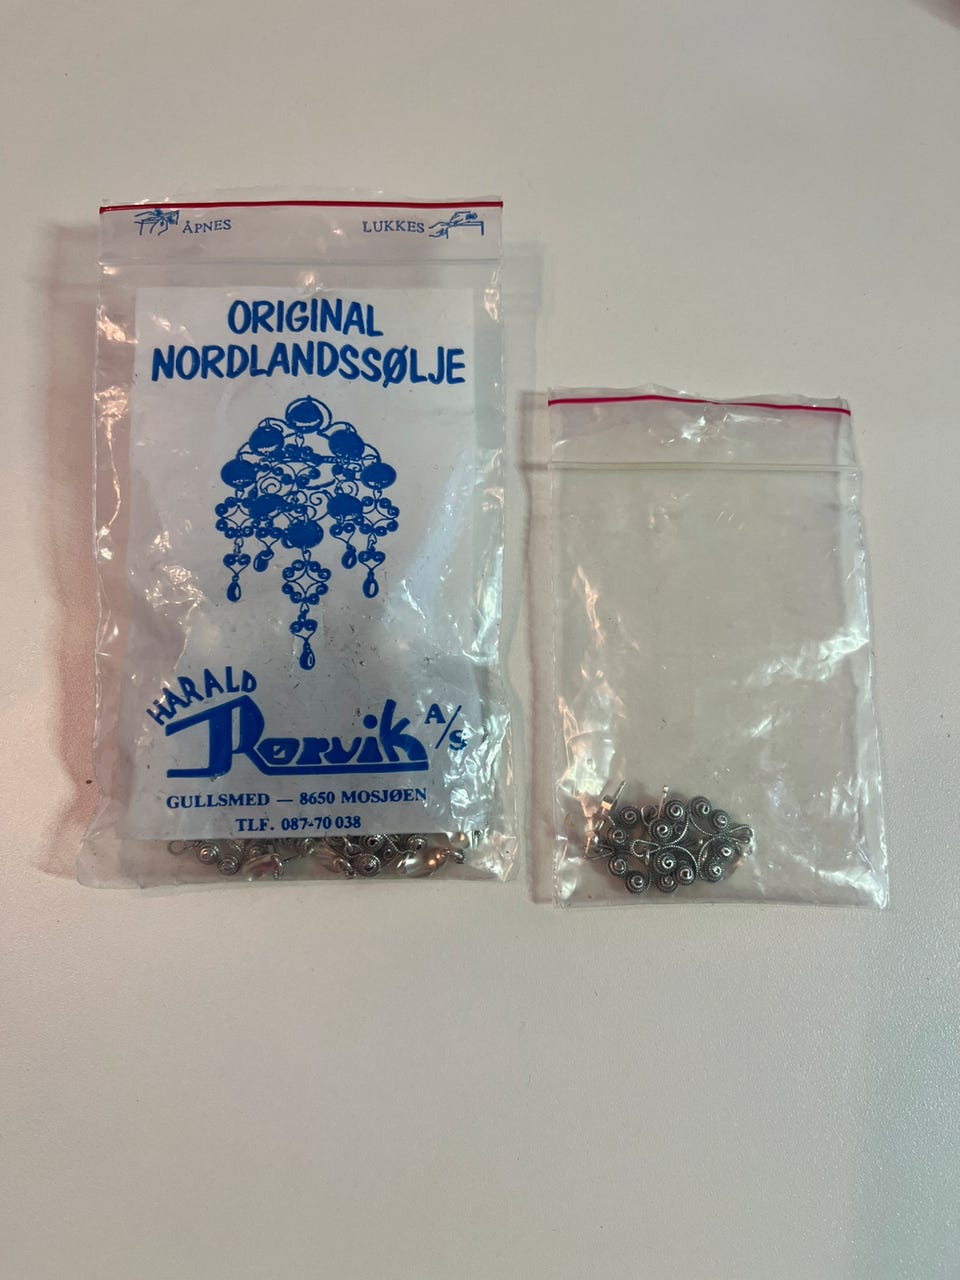 ÅPNES LUKKES
ORIGINAL
NORDLANDSSØLJE
HARALD
Rørvik A/S
GULLSMED — 8650 MOSJØEN
TLF. 087-70 038